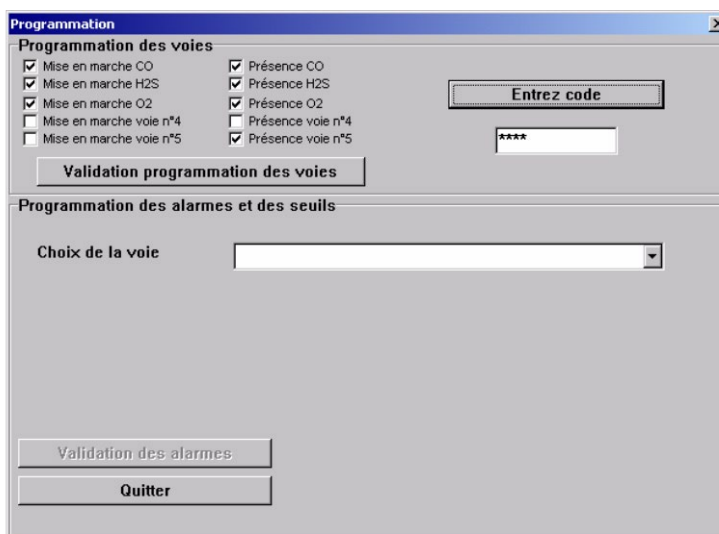 Programmation
Programmation des voies
Mise en marche CO Présence CO
Mise en marche H2S Présence H2S
Mise en marche O2 Présence O2
Mise en marche voie n°4 Présence voie n°4
Mise en marche voie n°5 Présence voie n°5
Entrez code
****
Validation programmation des voies
Programmation des alarmes et des seuils
Choix de la voie
Validation des alarmes
Quitter